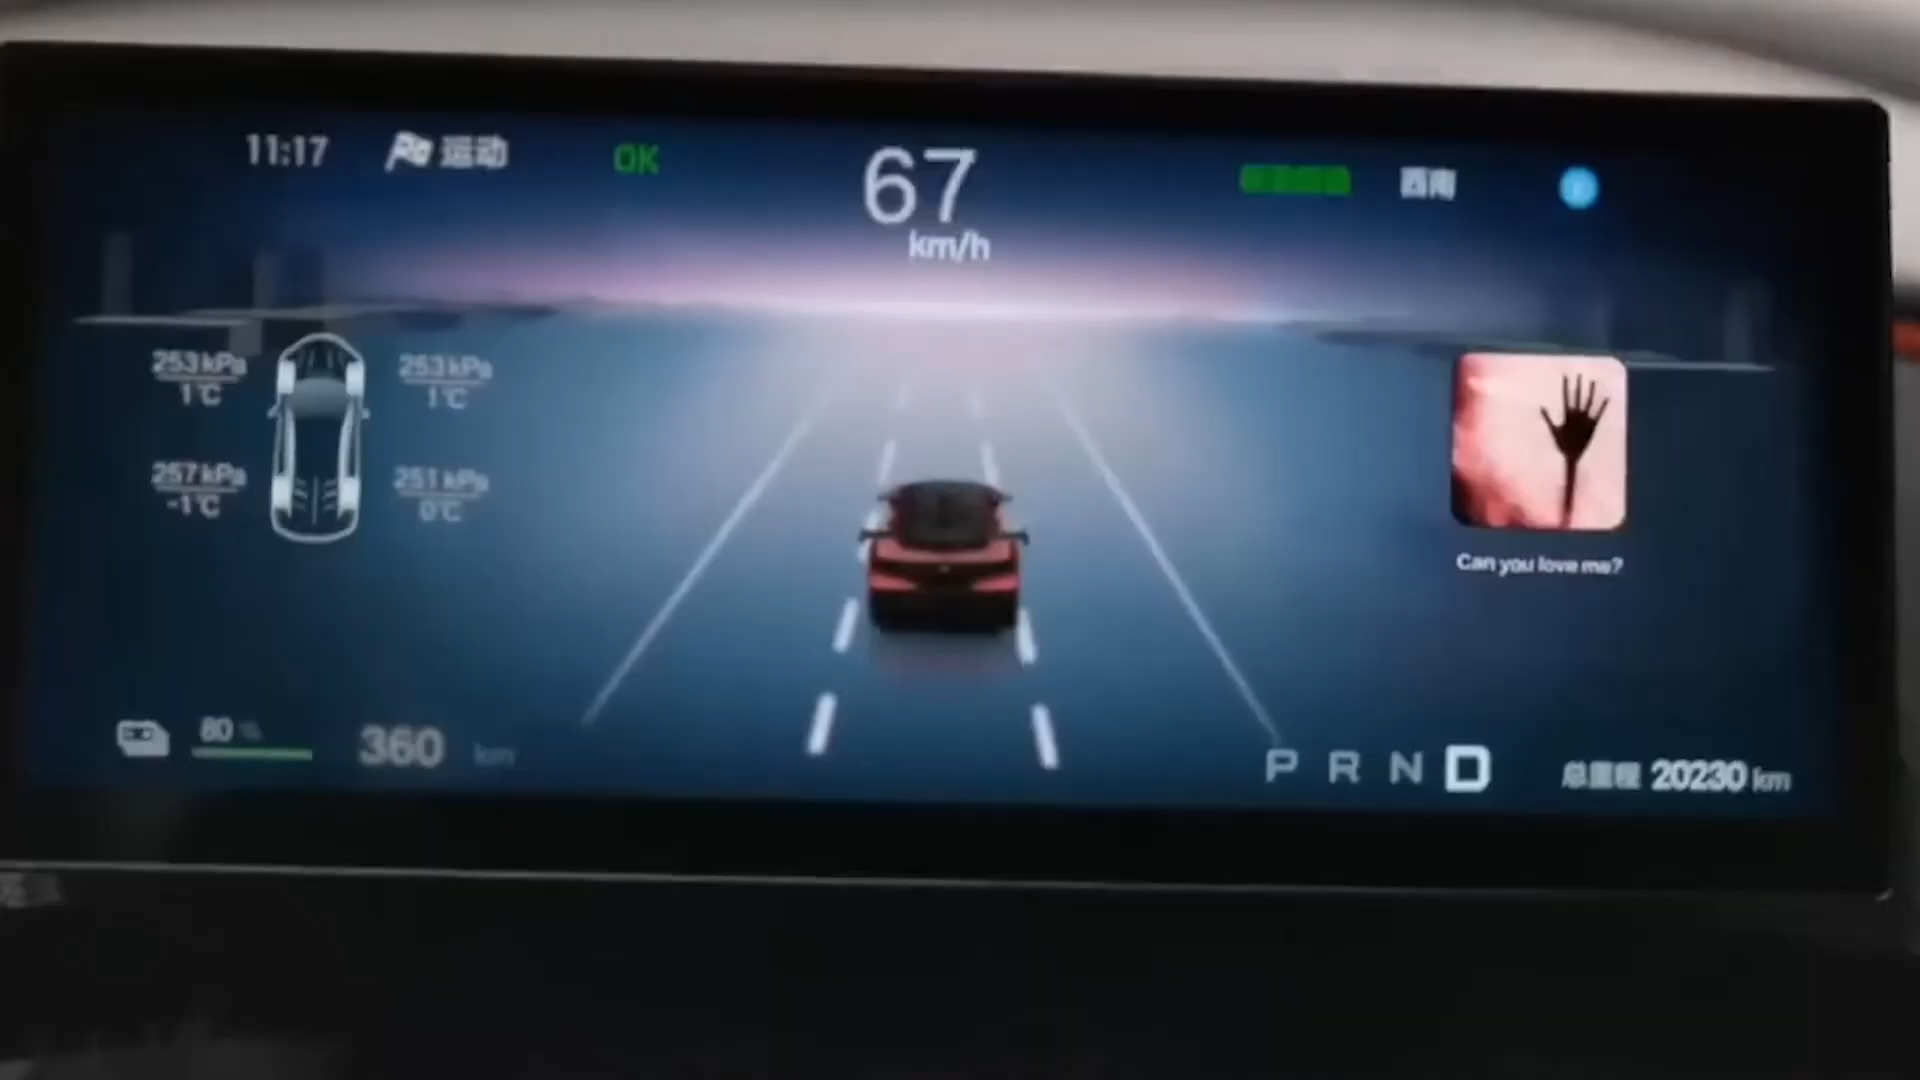 11:17 运动 OK 67 西南
km/h
253 kPa 253 kPa
1℃ 1℃
257 kPa 251 kPa
-1℃ 0℃
Can you love me?
80 %
360 km
P R N D
总里程 20230 km